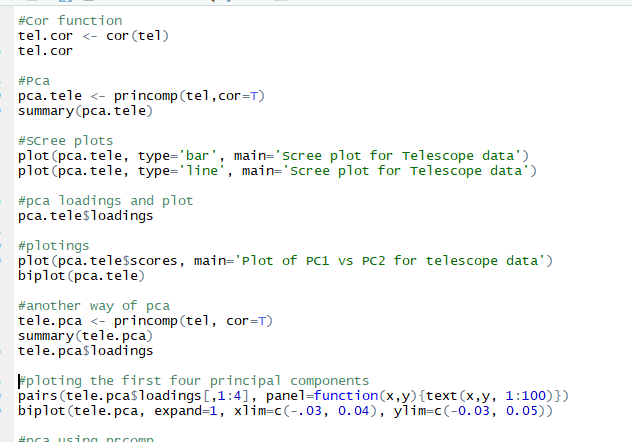 #Cor function
tel.cor <- cor(tel)
tel.cor
#Pca
pca.tele <- princomp(tel,cor=T)
summary(pca.tele)
#SCree plots
plot(pca.tele, type='bar', main='Scree plot for Telescope data')
plot(pca.tele, type='line', main='Scree plot for Telescope data')
#pca loadings and plot
pca.tele$loadings
#plotings
plot(pca.tele$scores, main='Plot of PC1 vs PC2 for telescope data')
biplot(pca.tele)
#another way of pca
tele.pca <- princomp(tel, cor=T)
summary(tele.pca)
tele.pca$loadings
#ploting the first four principal components
pairs(tele.pca$loadings[,1:4], panel=function(x,y){text(x,y, 1:100)})
biplot(tele.pca, expand=1, xlim=c(-.03, 0.04), ylim=c(-0.03, 0.05))
#pca using prcomp